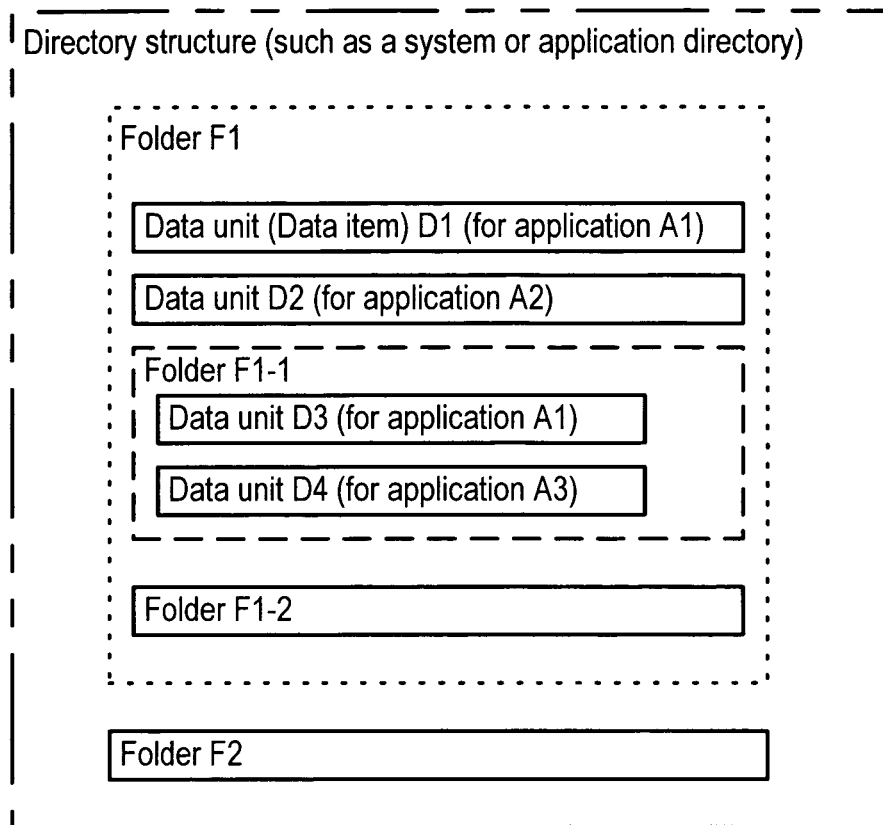 Directory structure (such as a system or application directory)
Folder F1
Data unit (Data item) D1 (for application A1)
Data unit D2 (for application A2)
Folder F1-1
Data unit D3 (for application A1)
Data unit D4 (for application A3)
Folder F1-2
Folder F2